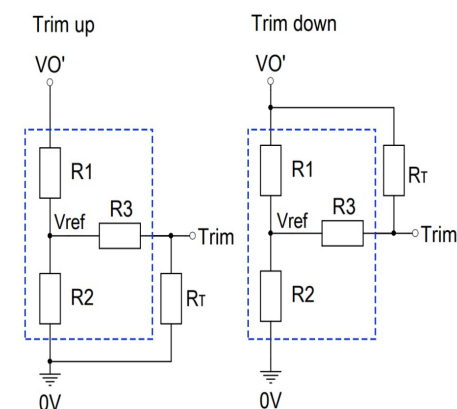 Trim up
VO'
R1
Vref
R3
Trim
R2
RT
0V
Trim down
VO'
R1
RT
Vref
R3
Trim
R2
0V